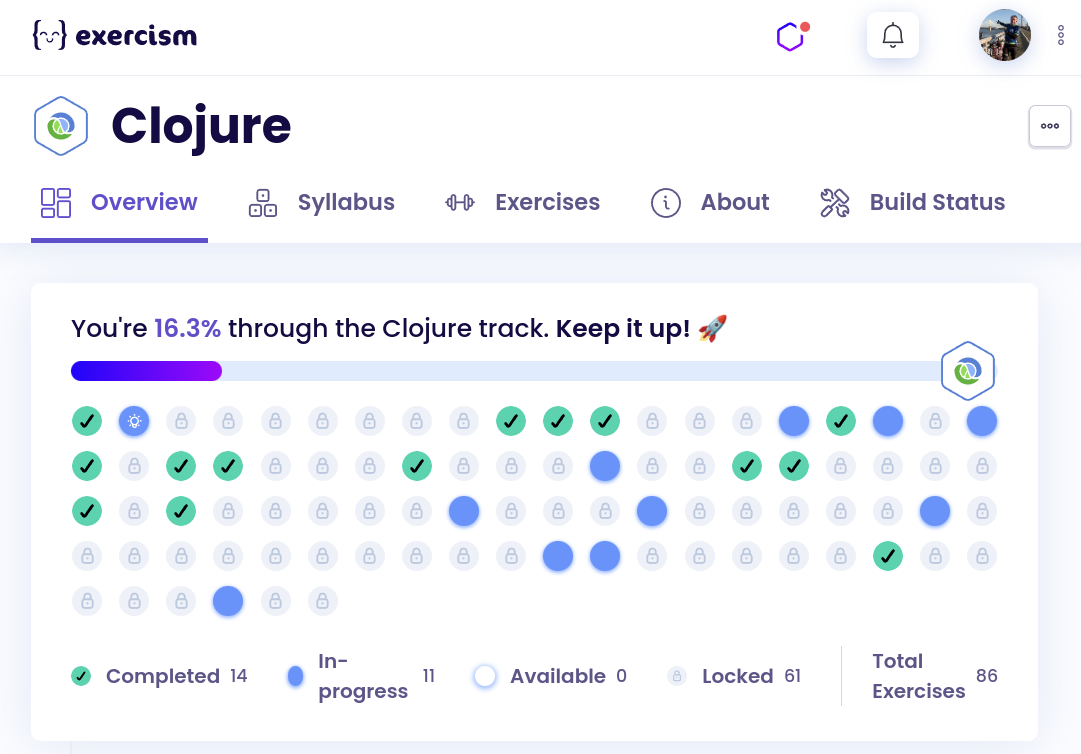 exercism
Clojure
Overview Syllabus Exercises About Build Status
You're 16.3% through the Clojure track. Keep it up! 🚀
Completed 14 In-progress 11 Available 0 Locked 61 Total Exercises 86